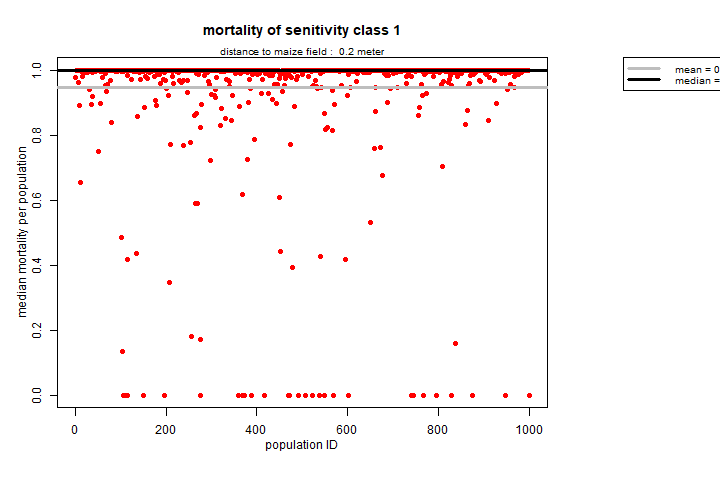 mortality of senitivity class 1
distance to maize field : 0.2 meter
mean = 0
median =
median mortality per population
1.0
0.8
0.6
0.4
0.2
0.0
0 200 400 600 800 1000
population ID